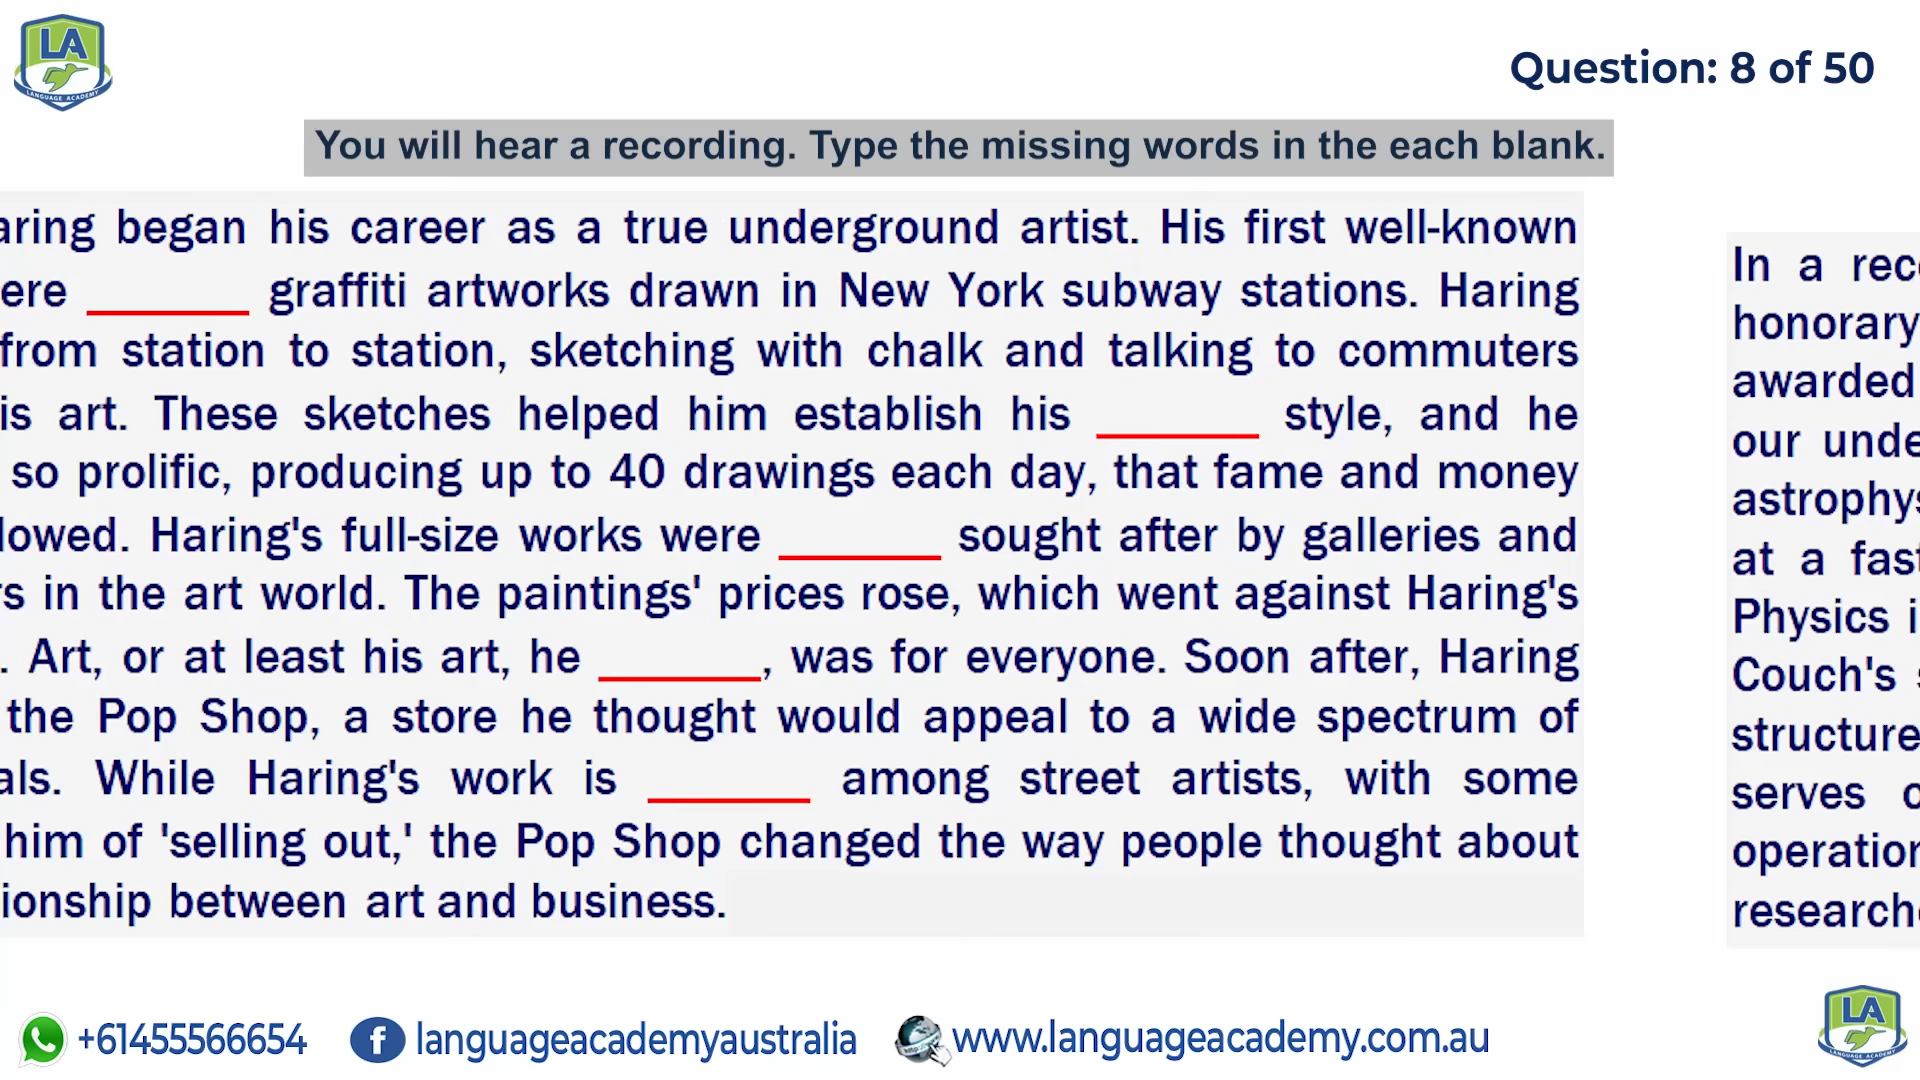 LA
LANGUAGE ACADEMY
Question: 8 of 50
You will hear a recording. Type the missing words in the each blank.
aring began his career as a true underground artist. His first well-known
ere ________ graffiti artworks drawn in New York subway stations. Haring
from station to station, sketching with chalk and talking to commuters
is art. These sketches helped him establish his ________ style, and he
so prolific, producing up to 40 drawings each day, that fame and money
lowed. Haring's full-size works were ________ sought after by galleries and
rs in the art world. The paintings' prices rose, which went against Haring's
. Art, or at least his art, he ________, was for everyone. Soon after, Haring
the Pop Shop, a store he thought would appeal to a wide spectrum of
als. While Haring's work is ________ among street artists, with some
him of 'selling out,' the Pop Shop changed the way people thought about
ionship between art and business.
In a rec
honorary
awarded
our unde
astrophys
at a fast
Physics i
Couch's s
structure
serves o
operation
research
+61455566654
languageacademyaustralia
www.languageacademy.com.au
LA
LANGUAGE ACADEMY